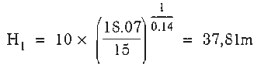 H₁ = 10 × (18.07/15)^(1/0.14) = 37,81m